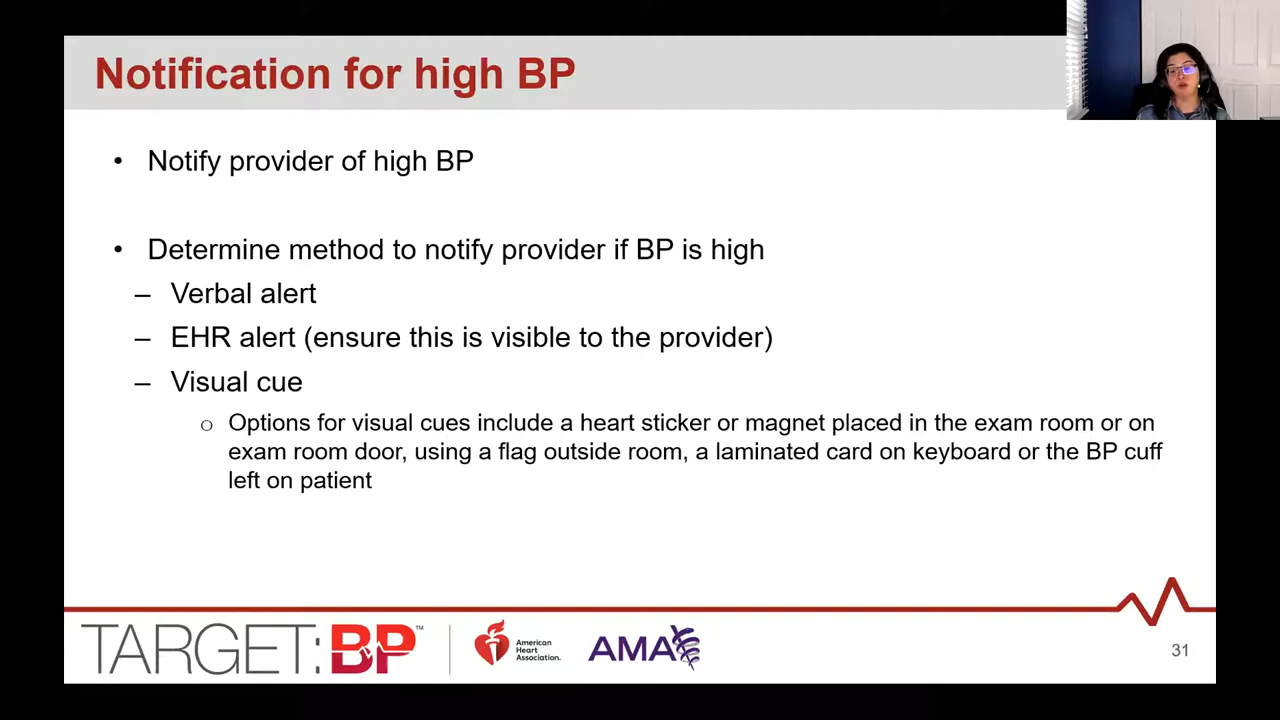 Notification for high BP
• Notify provider of high BP
• Determine method to notify provider if BP is high
– Verbal alert
– EHR alert (ensure this is visible to the provider)
– Visual cue
o Options for visual cues include a heart sticker or magnet placed in the exam room or on
exam room door, using a flag outside room, a laminated card on keyboard or the BP cuff
left on patient
TARGET:BP™
American
Heart
Association.
AMA
31